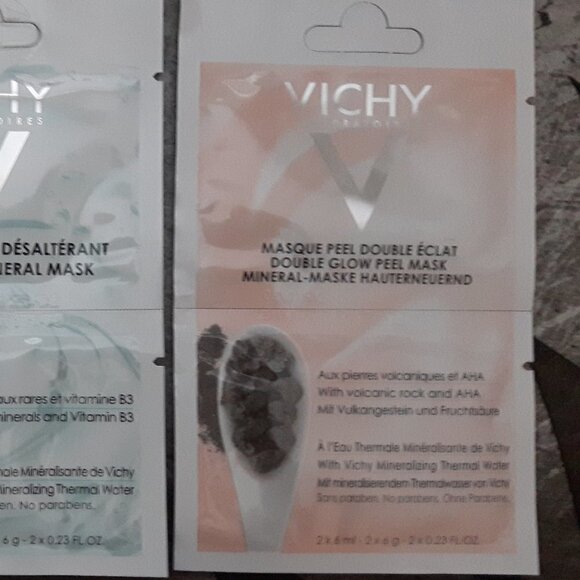 HY
OIRES
DÉSALTÉRANT
NERAL MASK
aux rares et vitamine B3
minerals and Vitamin B3
ale Minéralisante de Vichy
Mineralizing Thermal Water
en. No parabens.
6 g - 2 x 0.23 FL.OZ.
VICHY
MASQUE PEEL DOUBLE ÉCLAT
DOUBLE GLOW PEEL MASK
MINERAL-MASKE HAUTERNEUERND
Aux pierres volcaniques et AHA
With volcanic rock and AHA
Mit Vulkangestein und Fruchtsäure
À l'Eau Thermale Minéralisante de Vichy
With Vichy Mineralizing Thermal Water
Mit mineralisierendem Thermalwasser von Vichy
Sans paraben. No parabens. Ohne Parabene.
2 x 6 ml - 2 x 6 g - 2 x 0.23 FL.OZ.